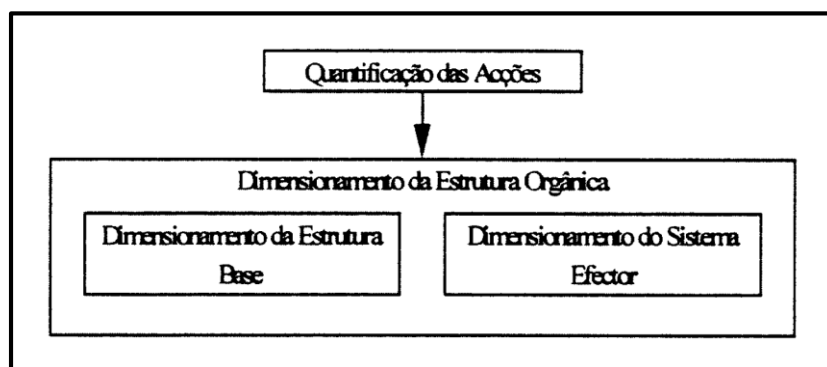 Quantificação das Acções
Dimensionamento da Estrutura Orgânica
Dimensionamento da Estrutura
Base
Dimensionamento do Sistema
Efector